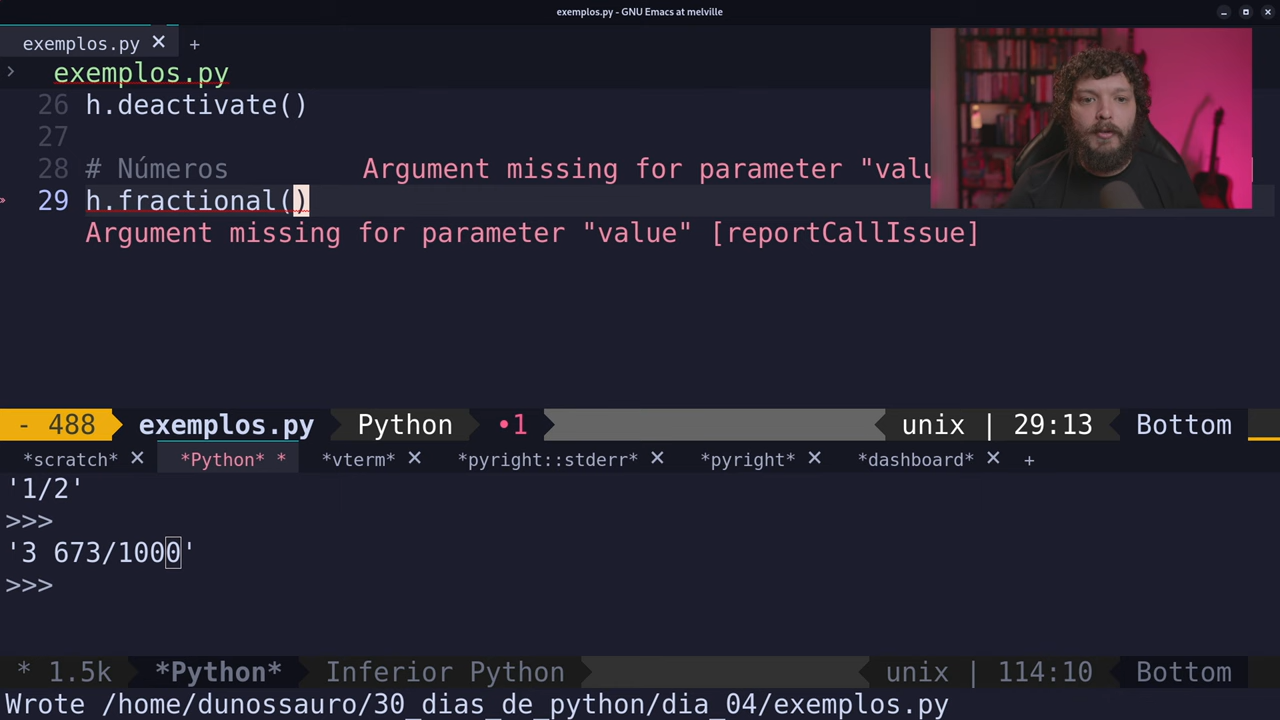 exemplos.py - GNU Emacs at melville
exemplos.py × +
exemplos.py
26 h.deactivate()
27
28 # Números Argument missing for parameter "valu
29 h.fractional()
Argument missing for parameter "value" [reportCallIssue]
- 488 exemplos.py Python •1 unix | 29:13 Bottom
*scratch* × *Python* * *vterm* × *pyright::stderr* × *pyright* × *dashboard* × +
'1/2'
>>>
'3 673/1000'
>>>
* 1.5k *Python* Inferior Python unix | 114:10 Bottom
Wrote /home/dunossauro/30_dias_de_python/dia_04/exemplos.py